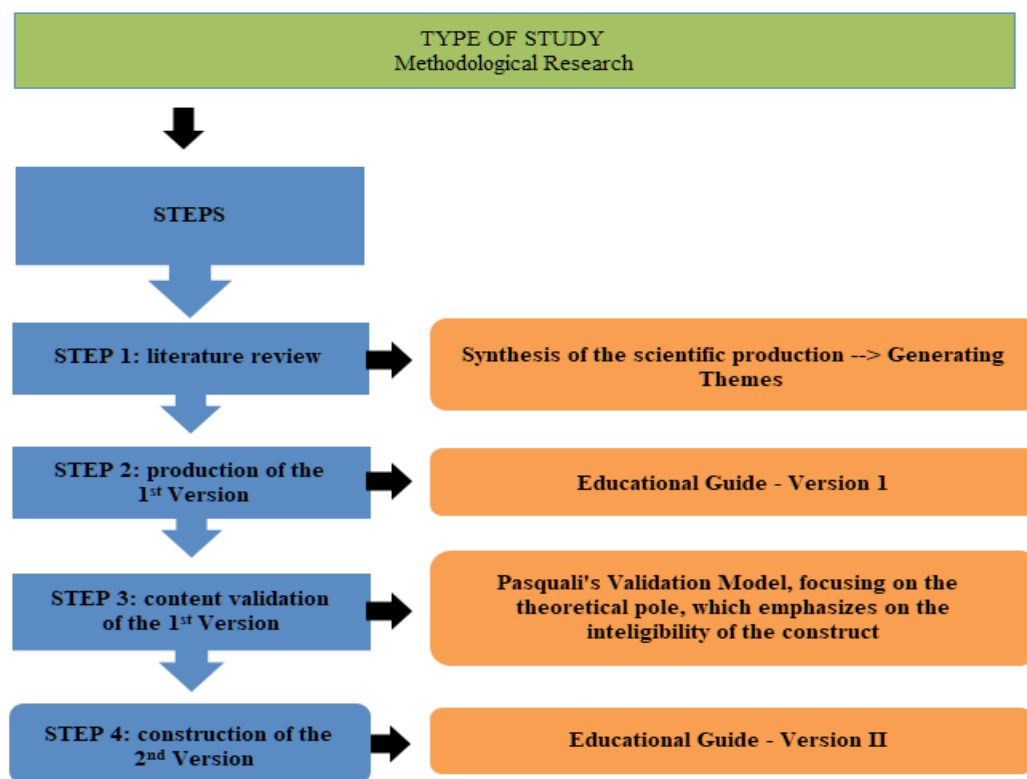 TYPE OF STUDY
Methodological Research
STEPS
STEP 1: literature review
Synthesis of the scientific production --> Generating
Themes
STEP 2: production of the
1st Version
Educational Guide - Version 1
STEP 3: content validation
of the 1st Version
Pasquali's Validation Model, focusing on the
theoretical pole, which emphasizes on the
inteligibility of the construct
STEP 4: construction of the
2nd Version
Educational Guide - Version II